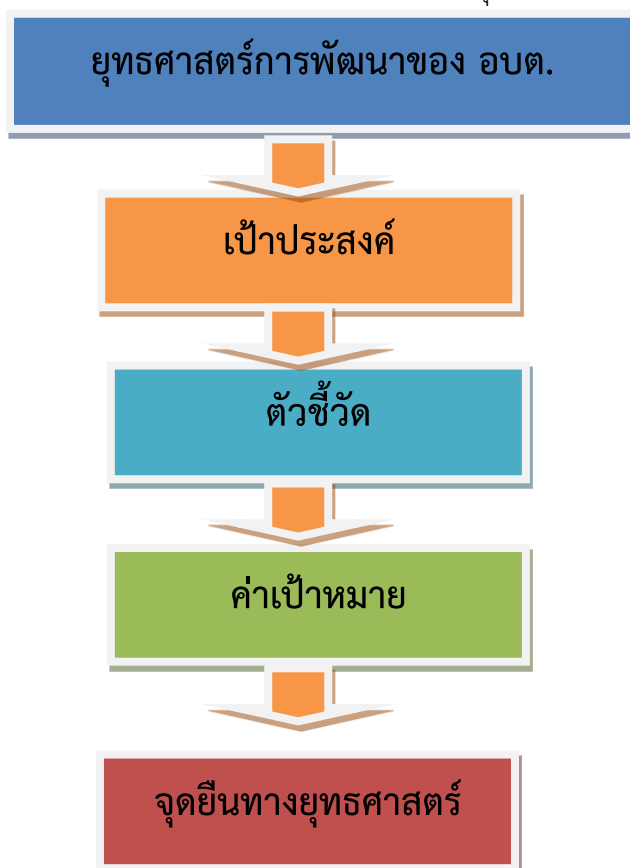 ยุทธศาสตร์การพัฒนาของ อบต.
เป้าประสงค์
ตัวชี้วัด
ค่าเป้าหมาย
จุดยืนทางยุทธศาสตร์